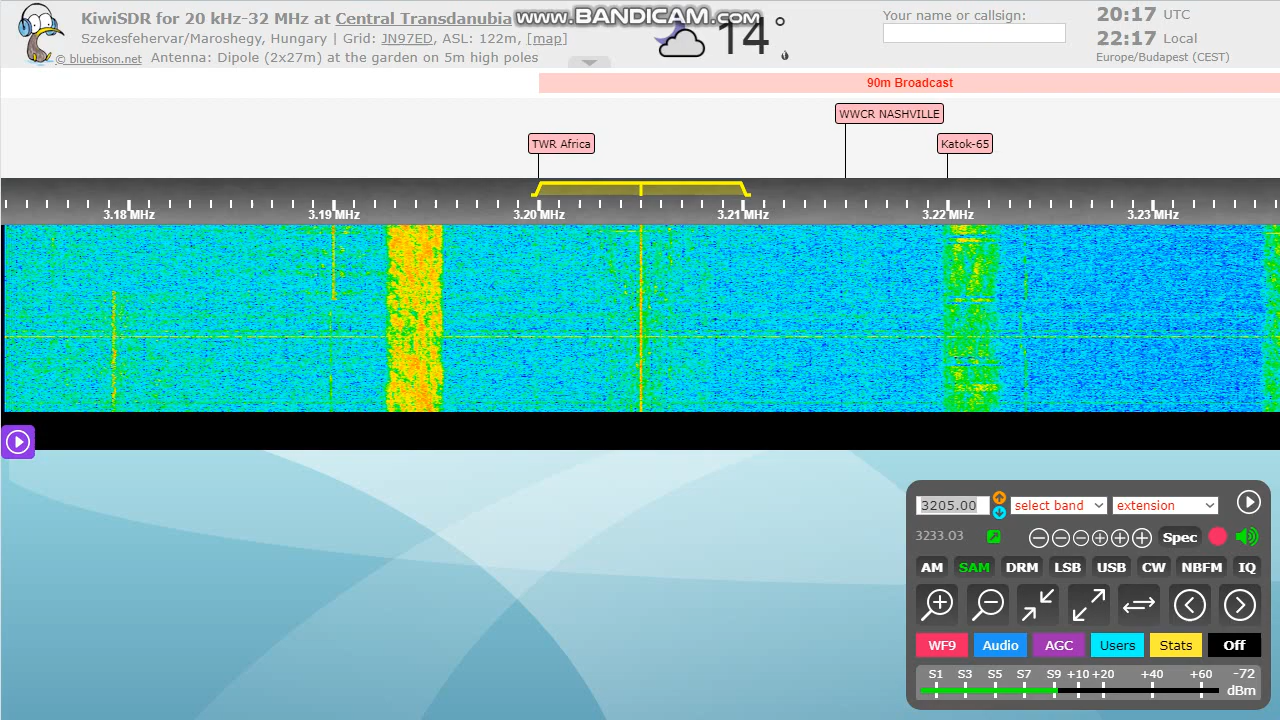 KiwiSDR for 20 kHz-32 MHz at Central Transdanubia
www.BANDICAM.com
Szekesfehervar/Maroshegy, Hungary | Grid: JN97ED, ASL: 122m, [map]
© bluebison.net Antenna: Dipole (2x27m) at the garden on 5m high poles
14°
Your name or callsign:
20:17 UTC
22:17 Local
Europe/Budapest (CEST)
90m Broadcast
WWCR NASHVILLE
TWR Africa
Katok-65
3.18 MHz 3.19 MHz 3.20 MHz 3.21 MHz 3.22 MHz 3.23 MHz
3205.00 select band extension
3233.03 Spec
AM SAM DRM LSB USB CW NBFM IQ
WF9 Audio AGC Users Stats Off
S1 S3 S5 S7 S9 +10 +20 +40 +60 -72
dBm